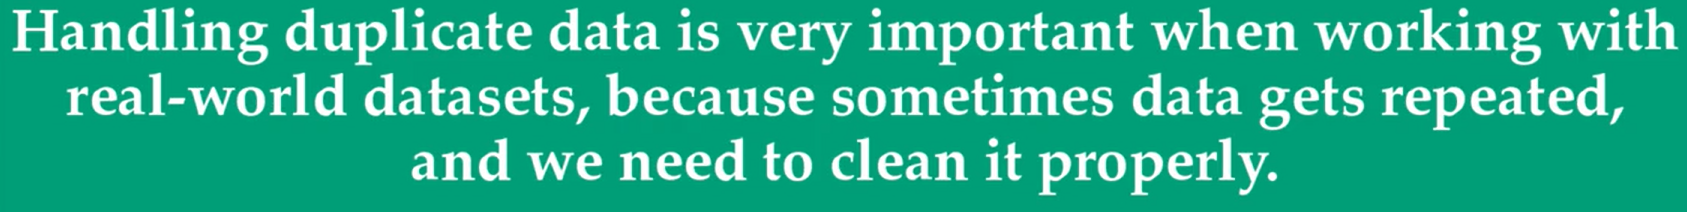 Handling duplicate data is very important when working with
real-world datasets, because sometimes data gets repeated,
and we need to clean it properly.